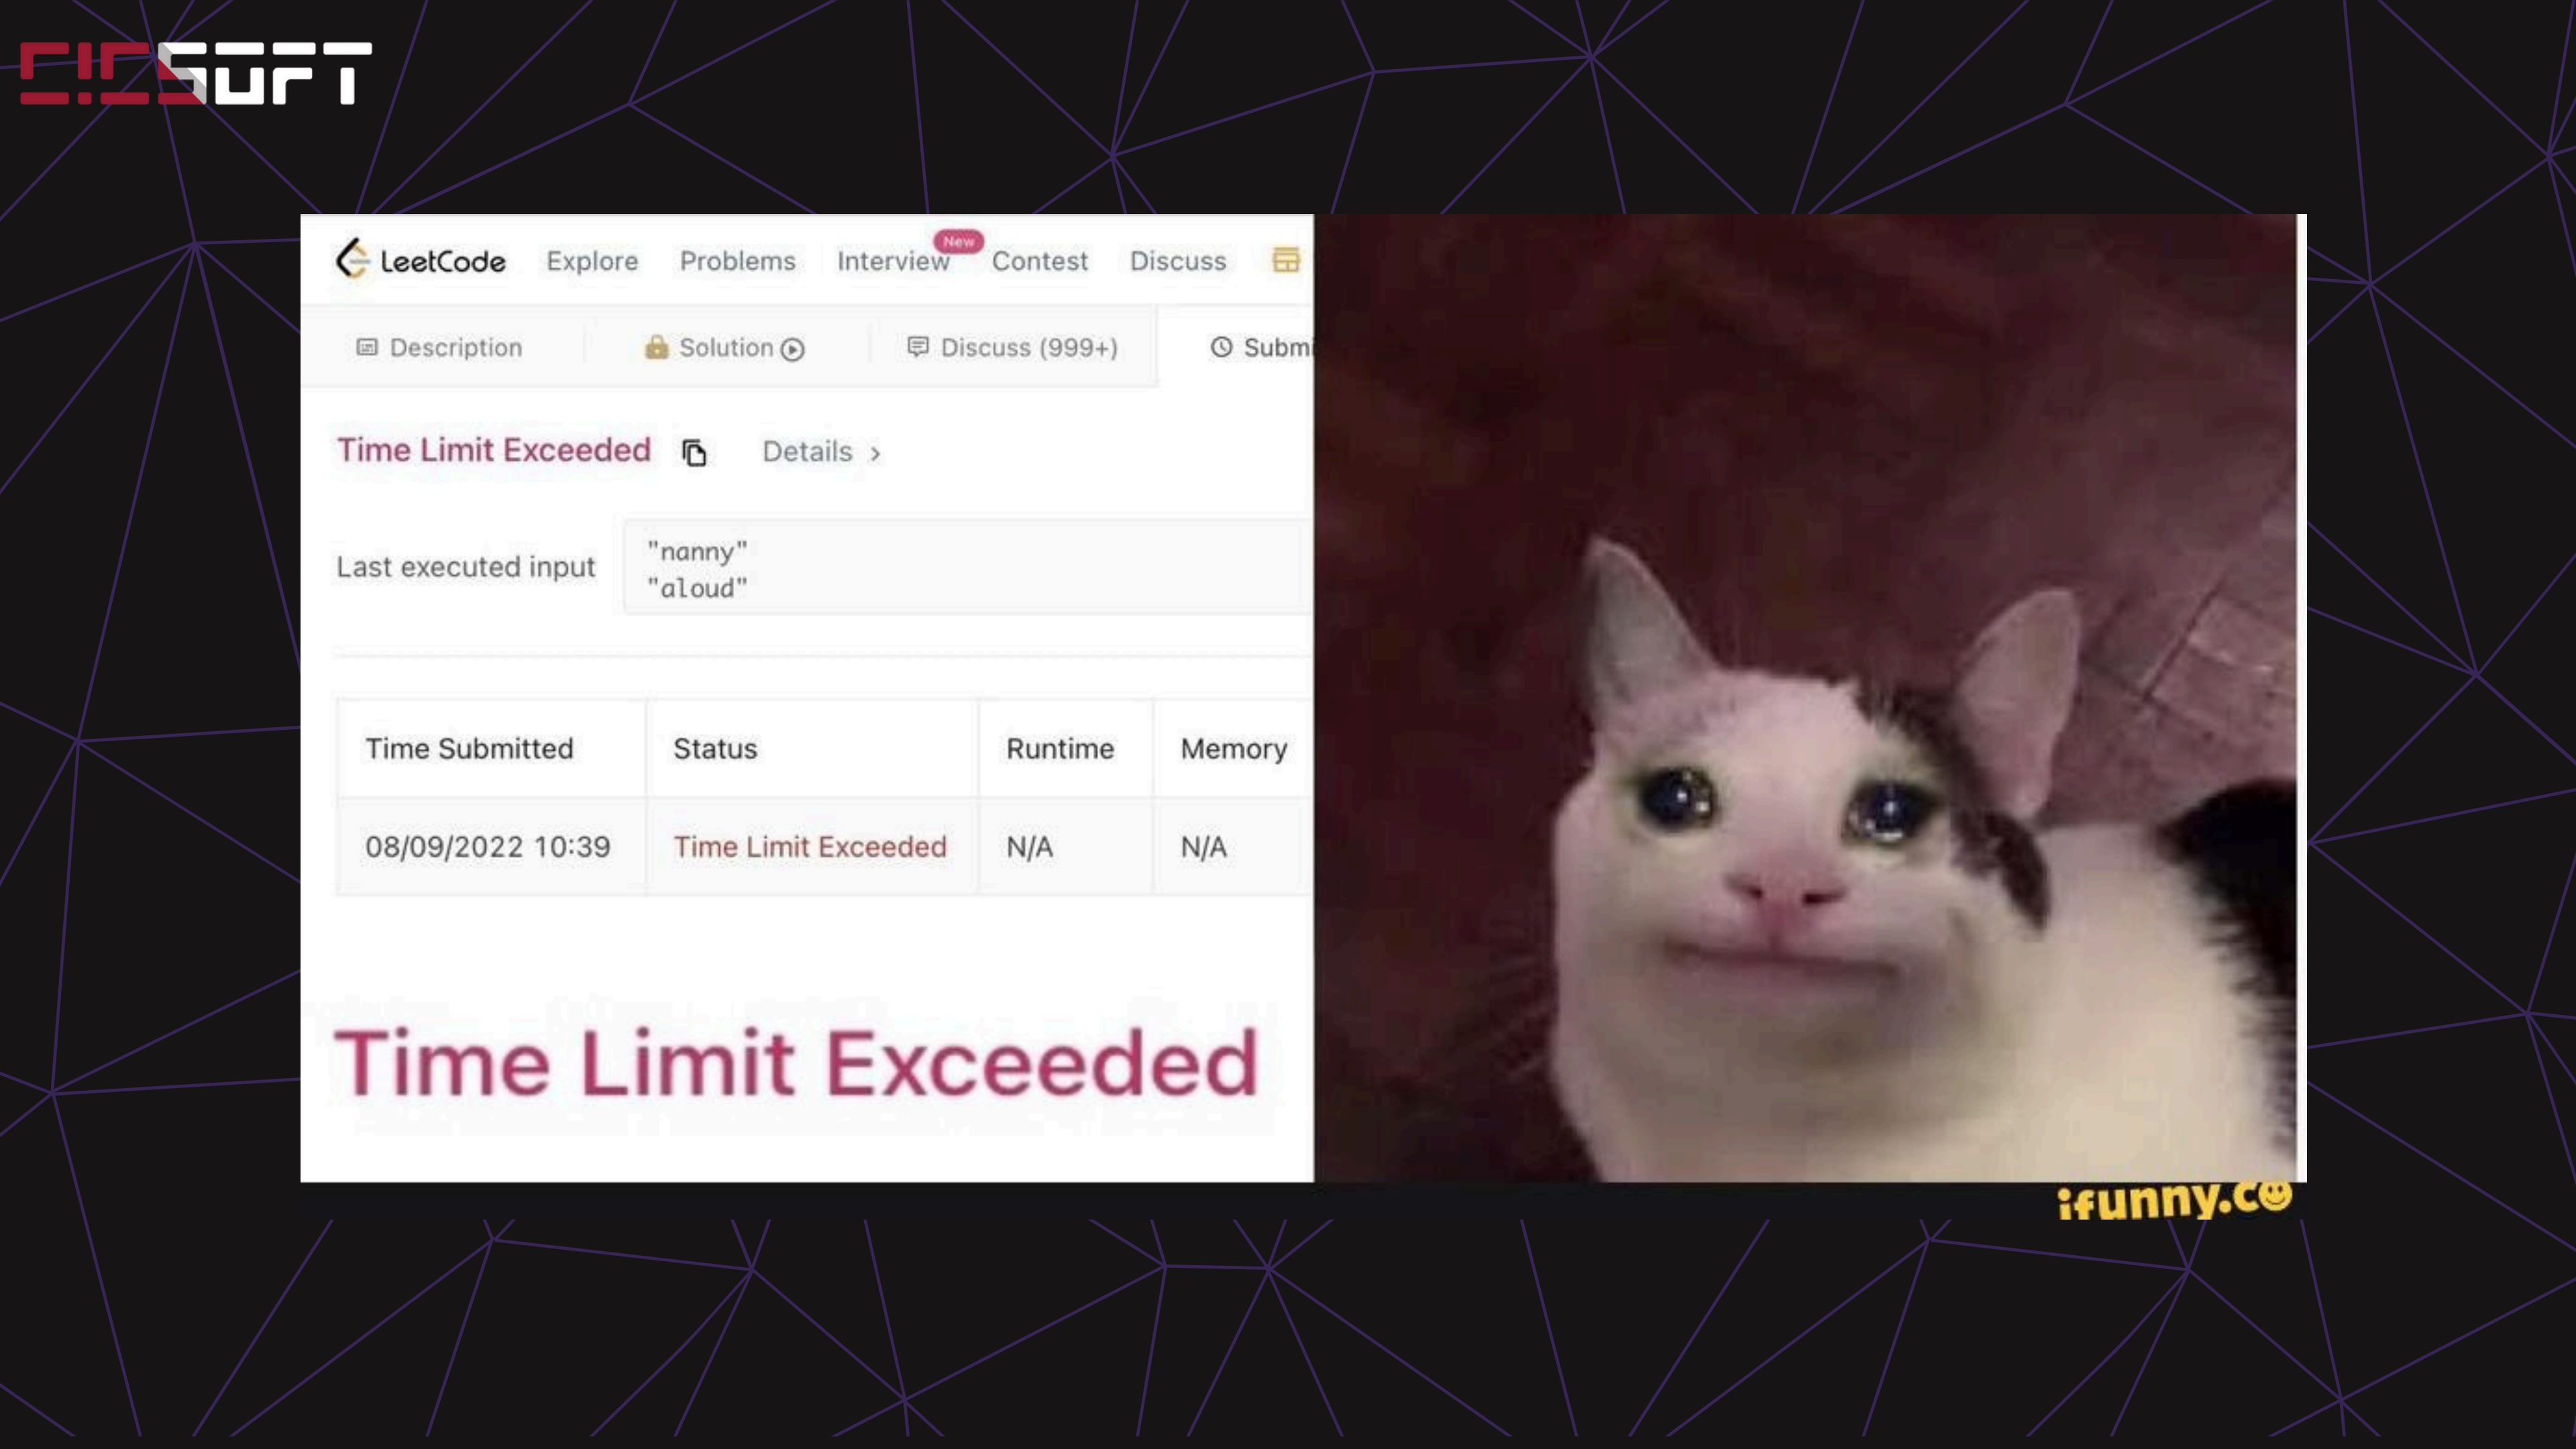 CICSOFT
LeetCode Explore Problems Interview New Contest Discuss
Description Solution Discuss (999+) Submi
Time Limit Exceeded Details >
Last executed input
"nanny"
"aloud"
Time Submitted Status Runtime Memory
08/09/2022 10:39 Time Limit Exceeded N/A N/A
Time Limit Exceeded
ifunny.co